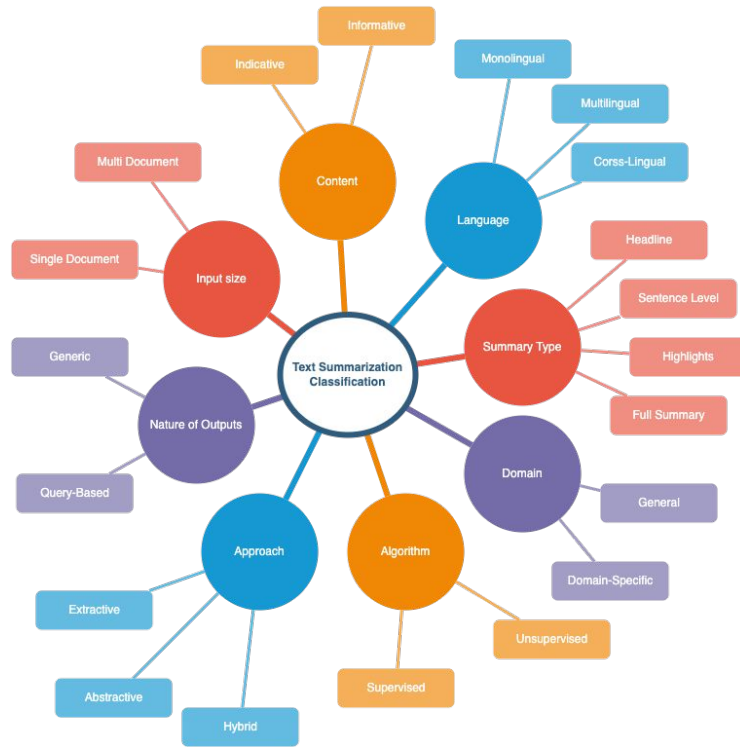 Informative
Indicative
Content
Monolingual
Multilingual
Corss-Lingual
Language
Multi Document
Single Document
Input size
Headline
Sentence Level
Highlights
Full Summary
Summary Type
Text Summarization
Classification
Generic
Query-Based
Nature of Outputs
Domain
General
Domain-Specific
Approach
Extractive
Abstractive
Hybrid
Algorithm
Unsupervised
Supervised